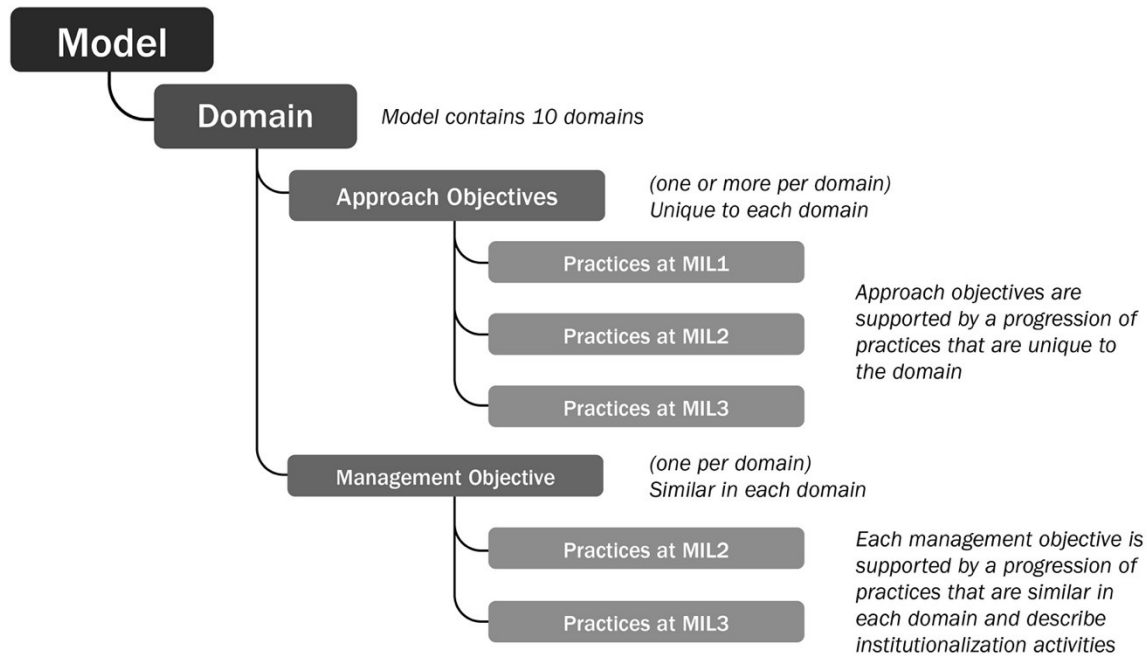 Model
Domain
Model contains 10 domains
Approach Objectives
(one or more per domain)
Unique to each domain
Practices at MIL1
Practices at MIL2
Practices at MIL3
Approach objectives are
supported by a progression of
practices that are unique to
the domain
Management Objective
(one per domain)
Similar in each domain
Practices at MIL2
Practices at MIL3
Each management objective is
supported by a progression of
practices that are similar in
each domain and describe
institutionalization activities